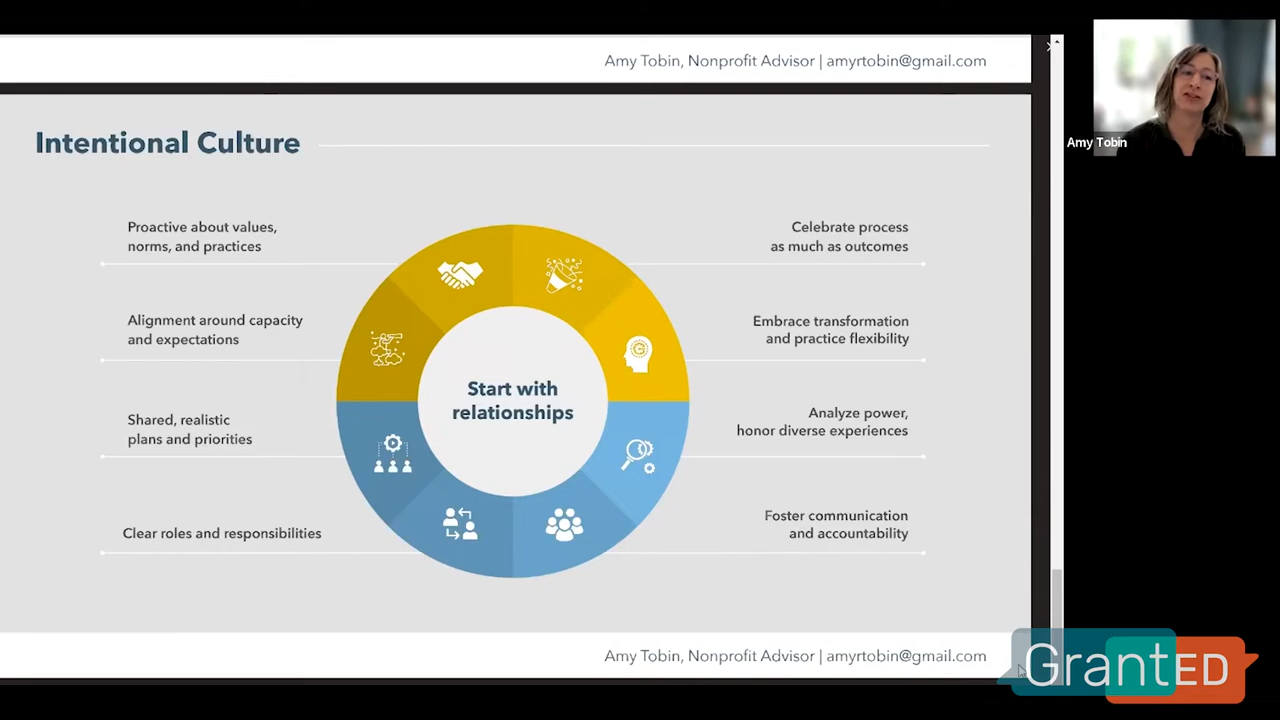 Amy Tobin, Nonprofit Advisor | amyrtobin@gmail.com
Amy Tobin
Intentional Culture
Proactive about values,
norms, and practices
Alignment around capacity
and expectations
Shared, realistic
plans and priorities
Clear roles and responsibilities
Start with
relationships
Celebrate process
as much as outcomes
Embrace transformation
and practice flexibility
Analyze power,
honor diverse experiences
Foster communication
and accountability
Amy Tobin, Nonprofit Advisor | amyrtobin@gmail.com
GrantED